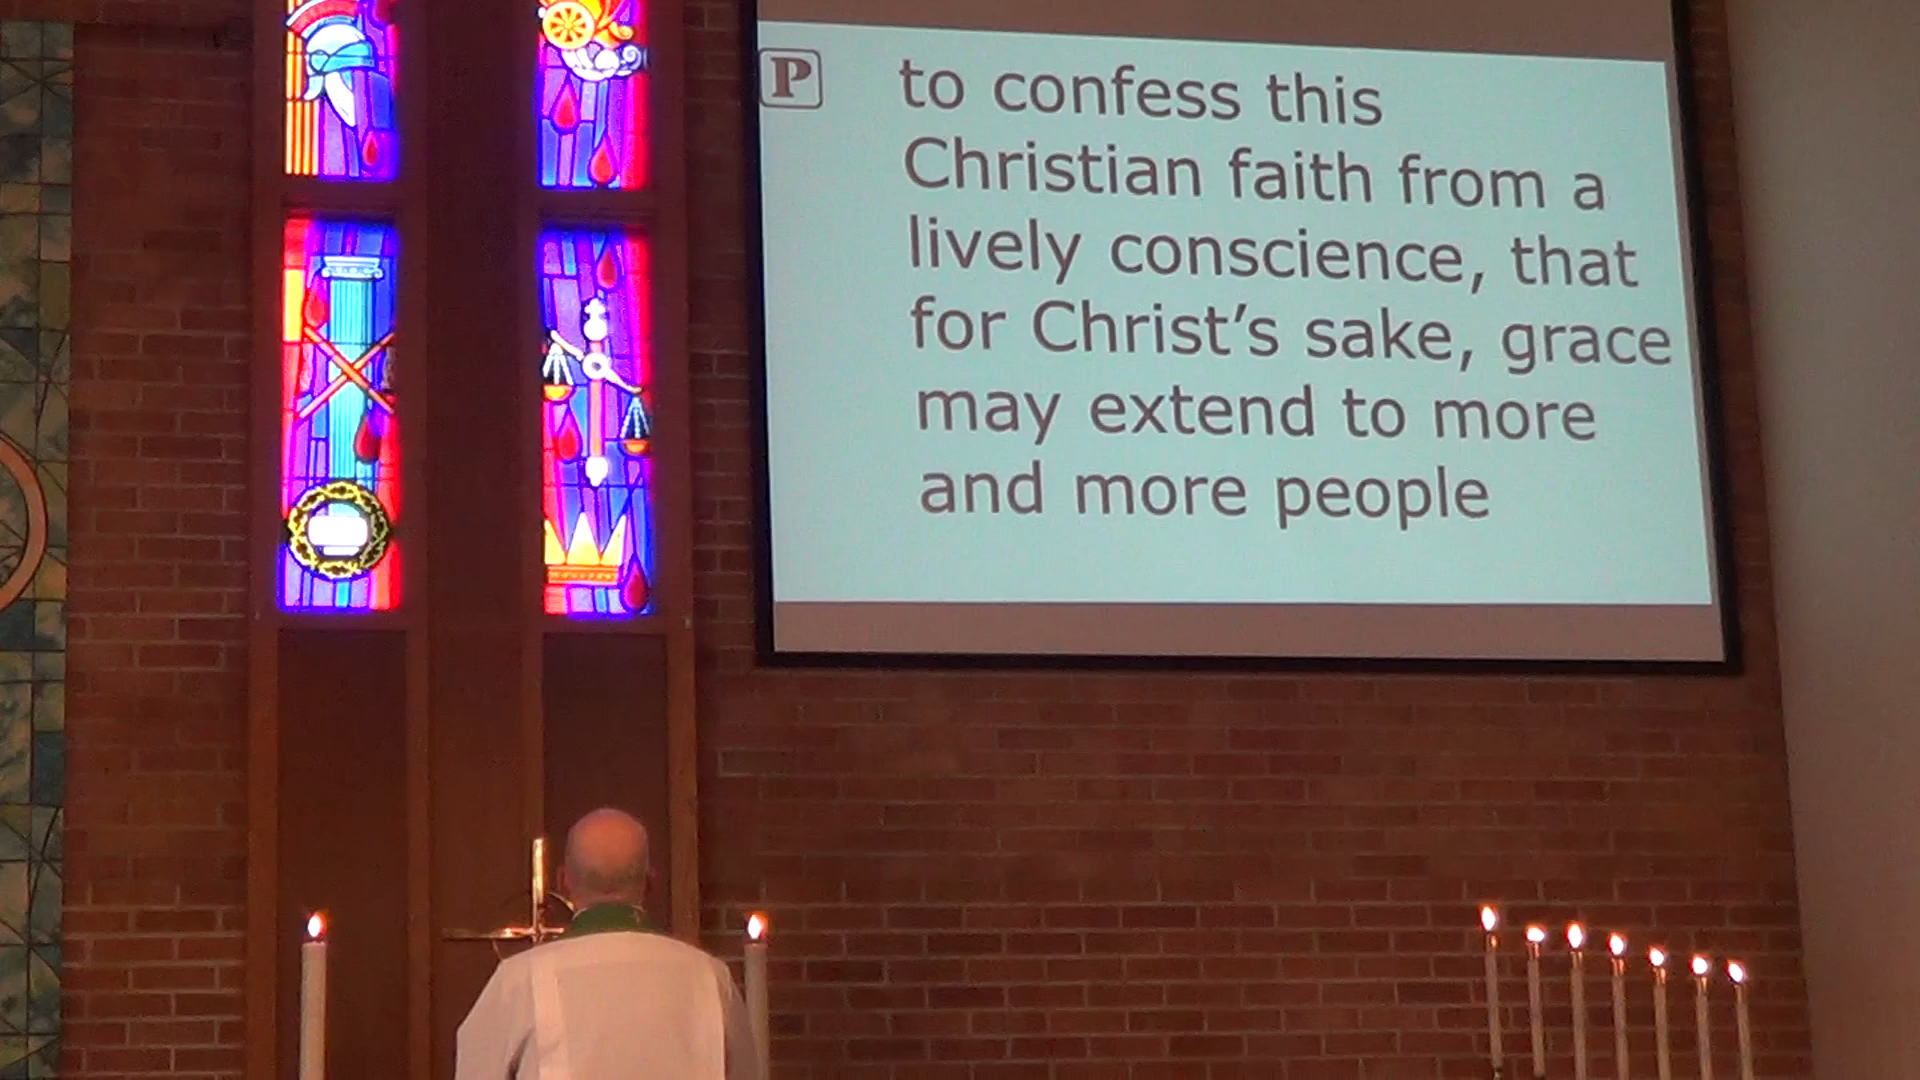 P to confess this
Christian faith from a
lively conscience, that
for Christ’s sake, grace
may extend to more
and more people